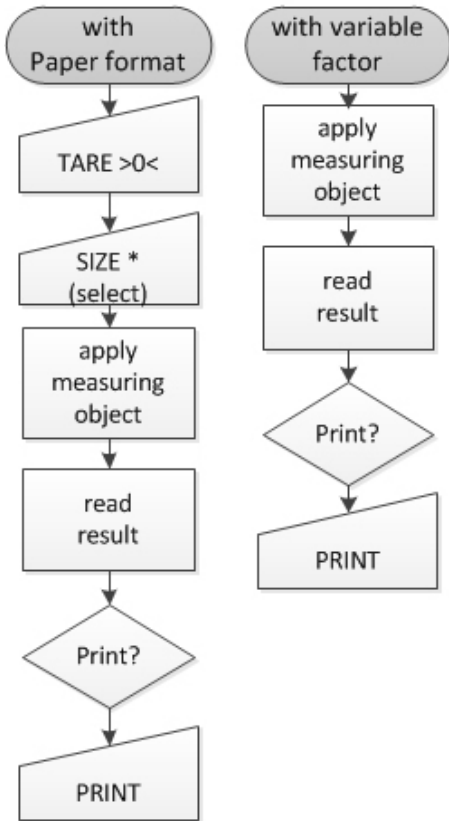 with
Paper format
TARE >0<
SIZE *
(select)
apply
measuring
object
read
result
Print?
PRINT
with variable
factor
apply
measuring
object
read
result
Print?
PRINT